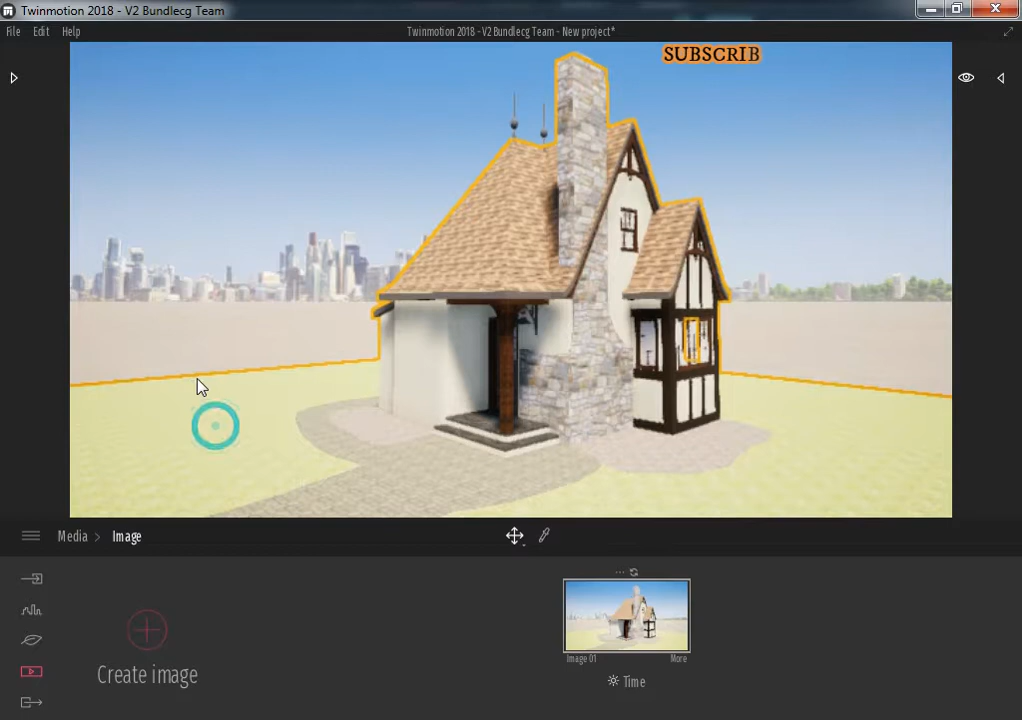 Twinmotion 2018 - V2 Bundlecg Team
File Edit Help
Twinmotion 2018 - V2 Bundlecg Team - New project*
SUBSCRIB
Media > Image
Create image
Image 01 More
Time